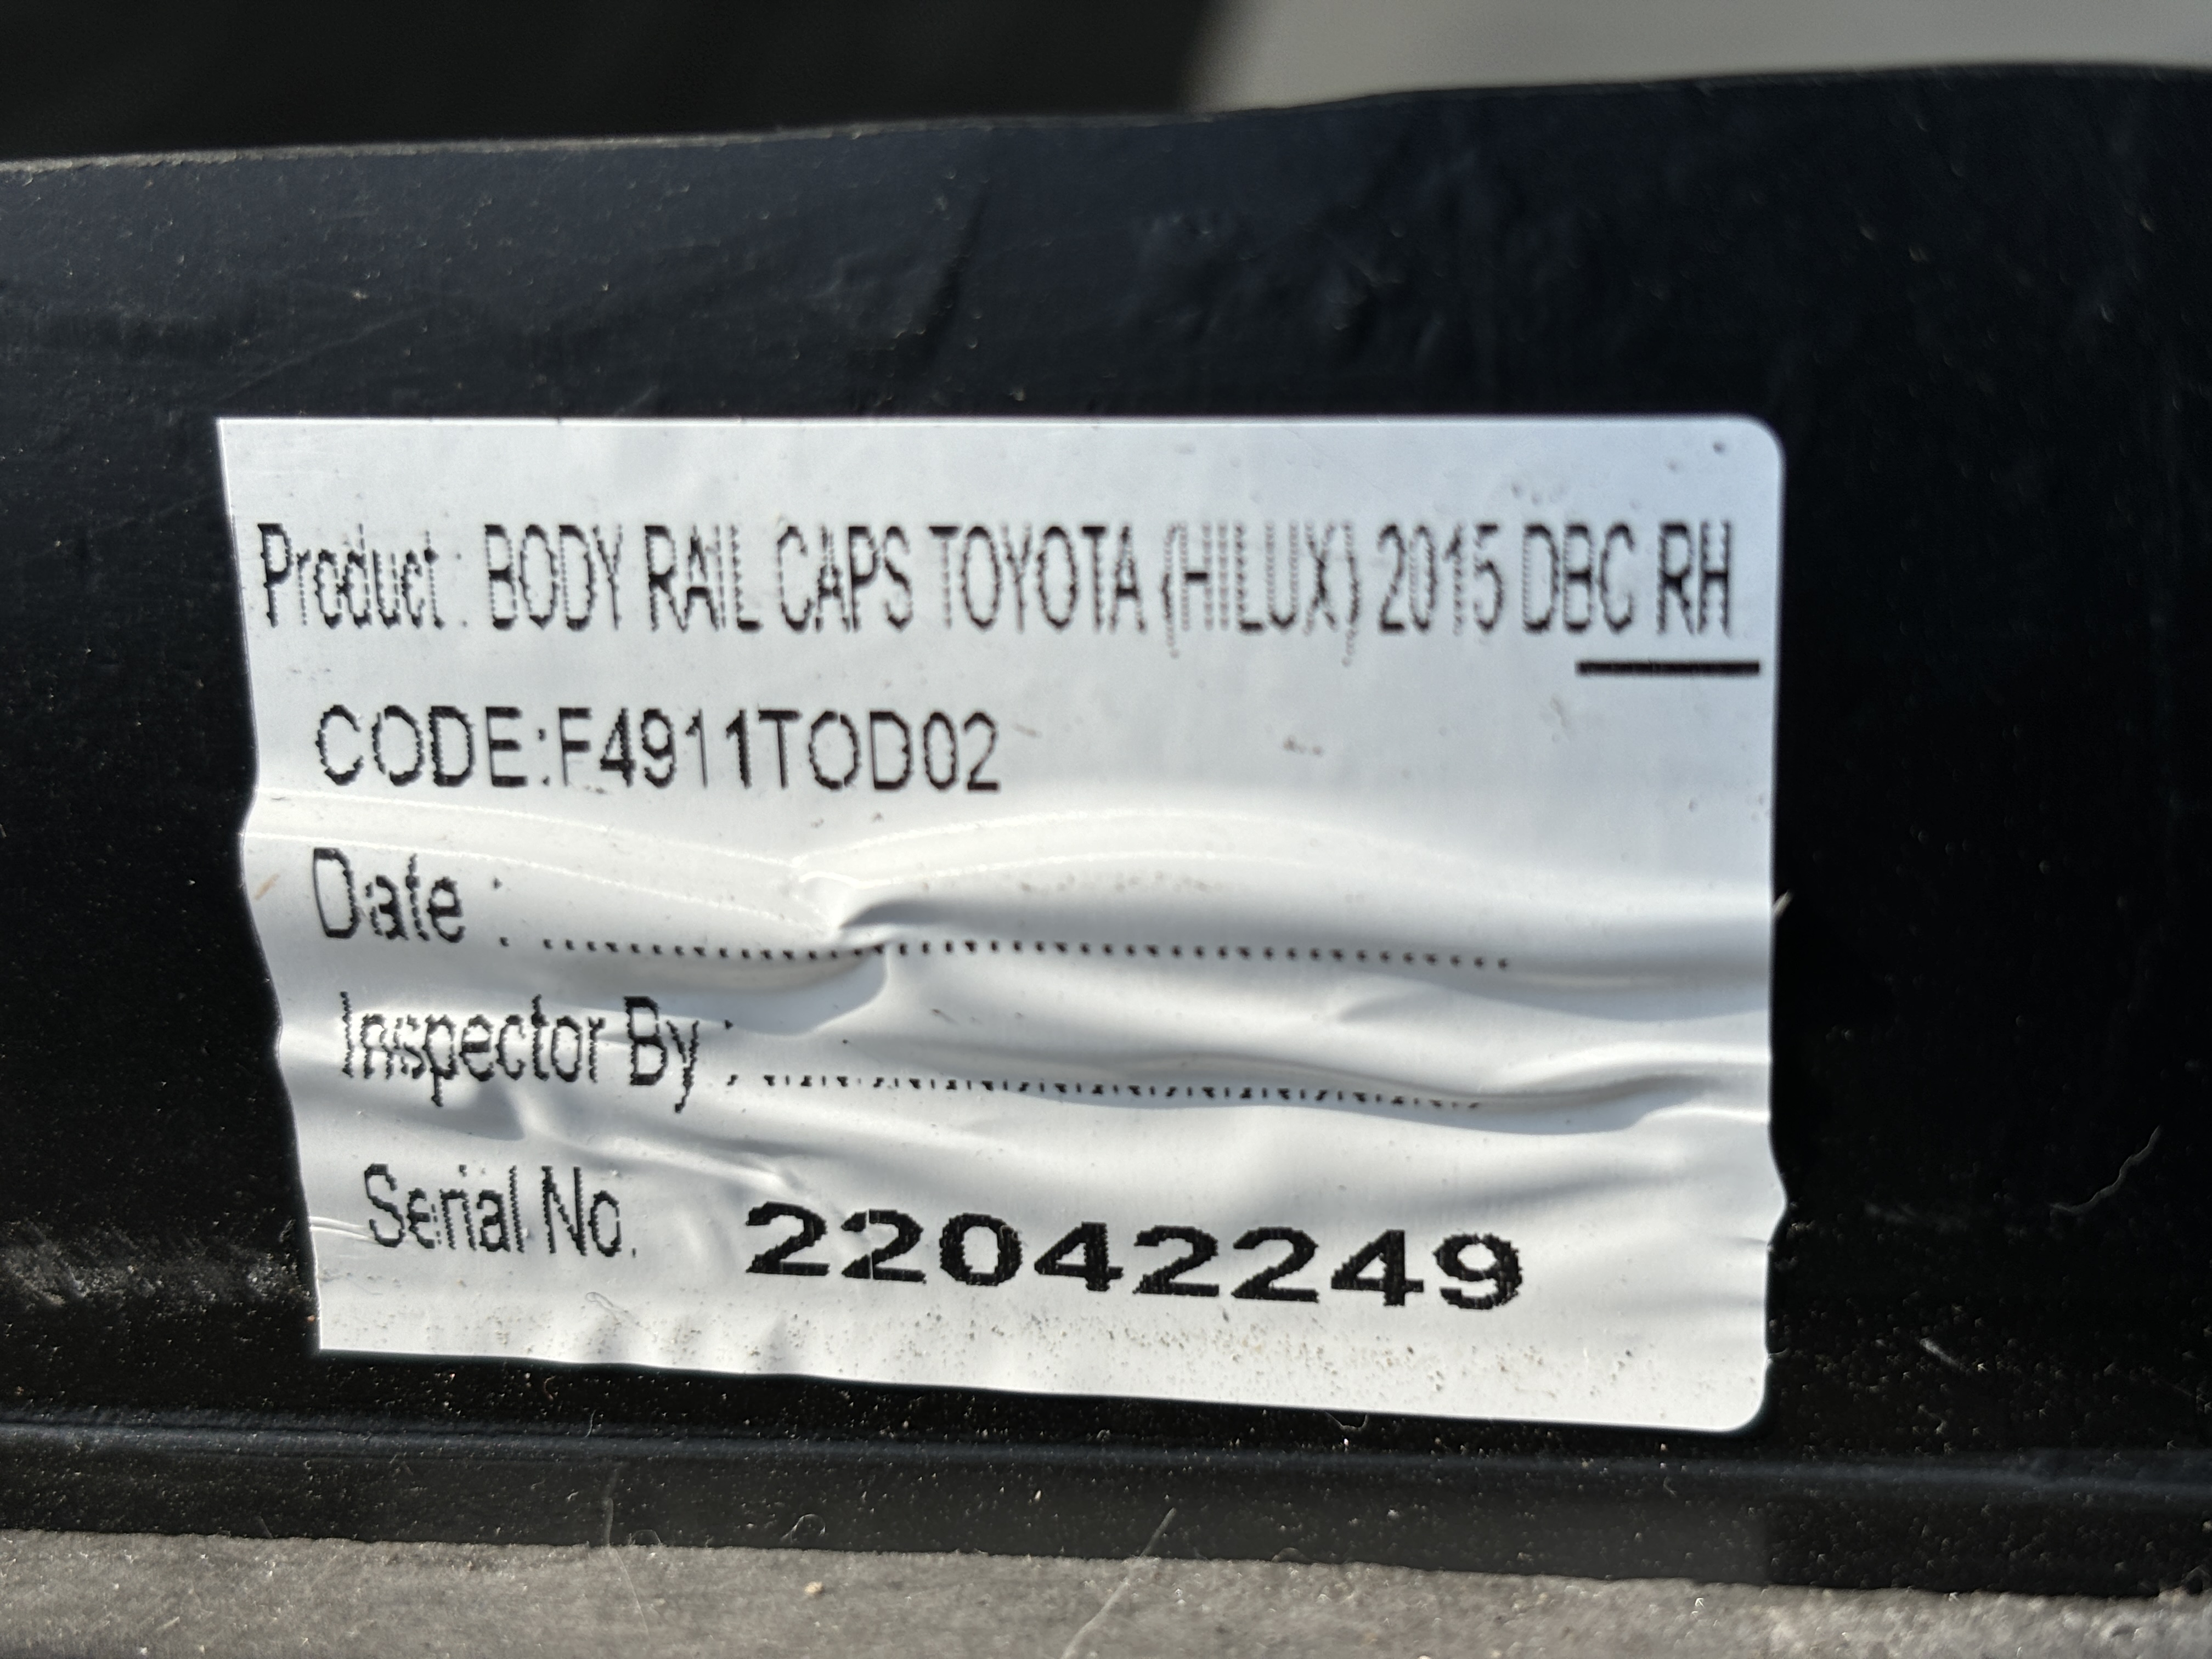 Product : BODY RAIL CAPS TOYOTA (HILUX) 2015 DBC RH
CODE:F4911TOD02
Date : ..........................................
Inspector By : ..........................................
Serial No. 22042249